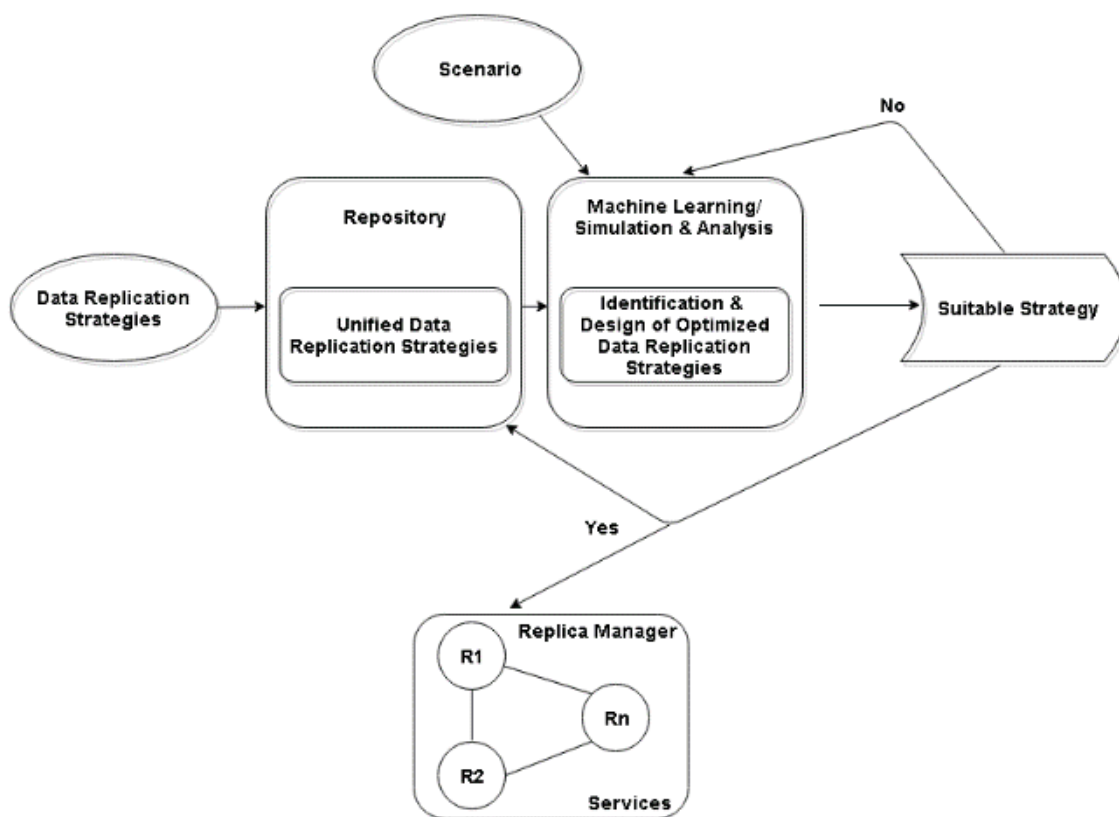 Scenario
No
Repository
Machine Learning/
Simulation & Analysis
Data Replication
Strategies
Unified Data
Replication Strategies
Identification &
Design of Optimized
Data Replication
Strategies
Suitable Strategy
Yes
Replica Manager
R1
Rn
R2
Services